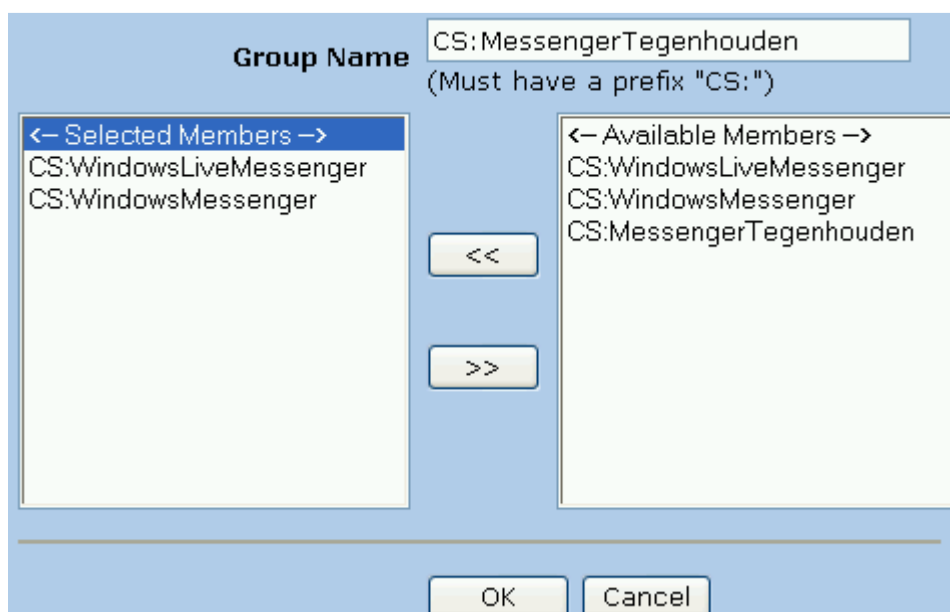 Group Name
CS:MessengerTegenhouden
(Must have a prefix "CS:")
<– Selected Members –>
CS:WindowsLiveMessenger
CS:WindowsMessenger
<<
>>
<– Available Members –>
CS:WindowsLiveMessenger
CS:WindowsMessenger
CS:MessengerTegenhouden
OK
Cancel